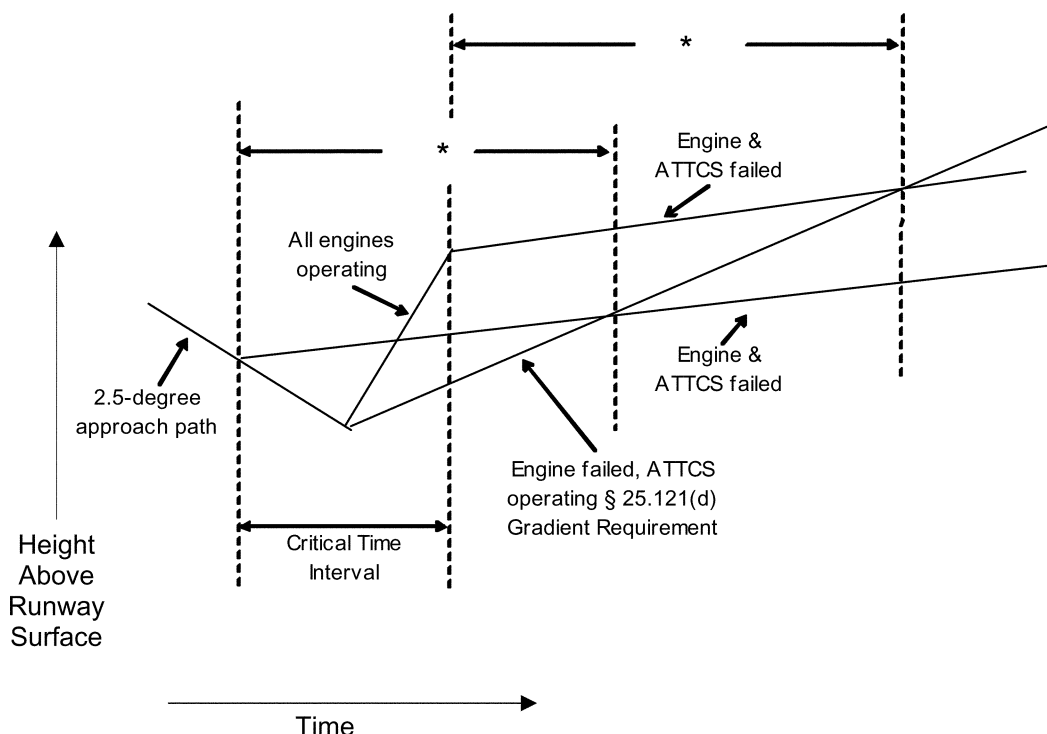 *
*
Engine &
ATTCS failed
All engines
operating
2.5-degree
approach path
Engine &
ATTCS failed
Engine failed, ATTCS
operating § 25.121(d)
Gradient Requirement
Critical Time
Interval
Height
Above
Runway
Surface
Time